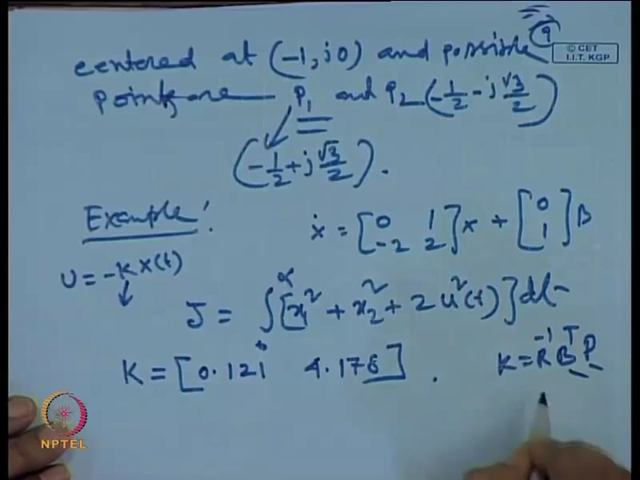 9
© CET
I.I.T. KGP
centered at (-1, j0) and possible
points are P₁ and P₂ (-1/2 - j√3/2)
(-1/2 + j√3/2).
Example:
ẋ = [0 1; -2 2] x + [0; 1] B
U = -K x(t)
J = ∫₀^∝ [x₁² + x₂² + 2u²(t)] dt
K = [0.121 4.178]. K = R⁻¹ Bᵀ P
NPTEL